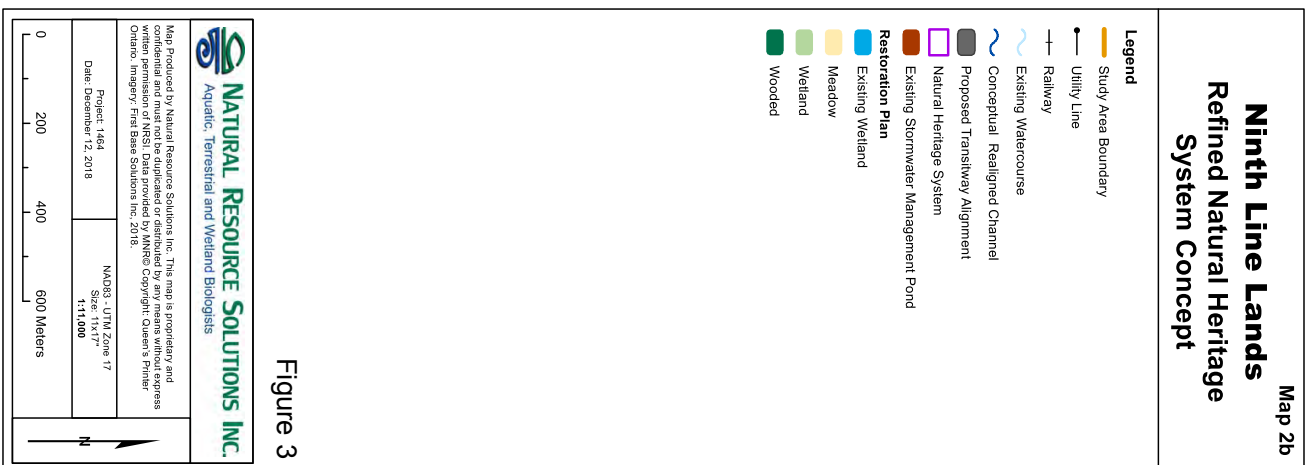 Map 2b
Ninth Line Lands
Refined Natural Heritage
System Concept
Legend
Study Area Boundary
Utility Line
Railway
Existing Watercourse
Conceptual Realigned Channel
Proposed Transitway Alignment
Natural Heritage System
Existing Stormwater Management Pond
Restoration Plan
Existing Wetland
Meadow
Wetland
Wooded
Figure 3
NATURAL RESOURCE SOLUTIONS INC.
Aquatic, Terrestrial and Wetland Biologists
Map Produced by Natural Resource Solutions Inc. This map is proprietary and
confidential and must not be duplicated or distributed by any means without express
written permission of NRSI. Data provided by MNR© Copyright: Queen's Printer
Ontario. Imagery: First Base Solutions Inc, 2018.
Project: 1464
Date: December 12, 2018
NAD83 - UTM Zone 17
Size: 11x17"
1:11,000
0 200 400 600 Meters
N